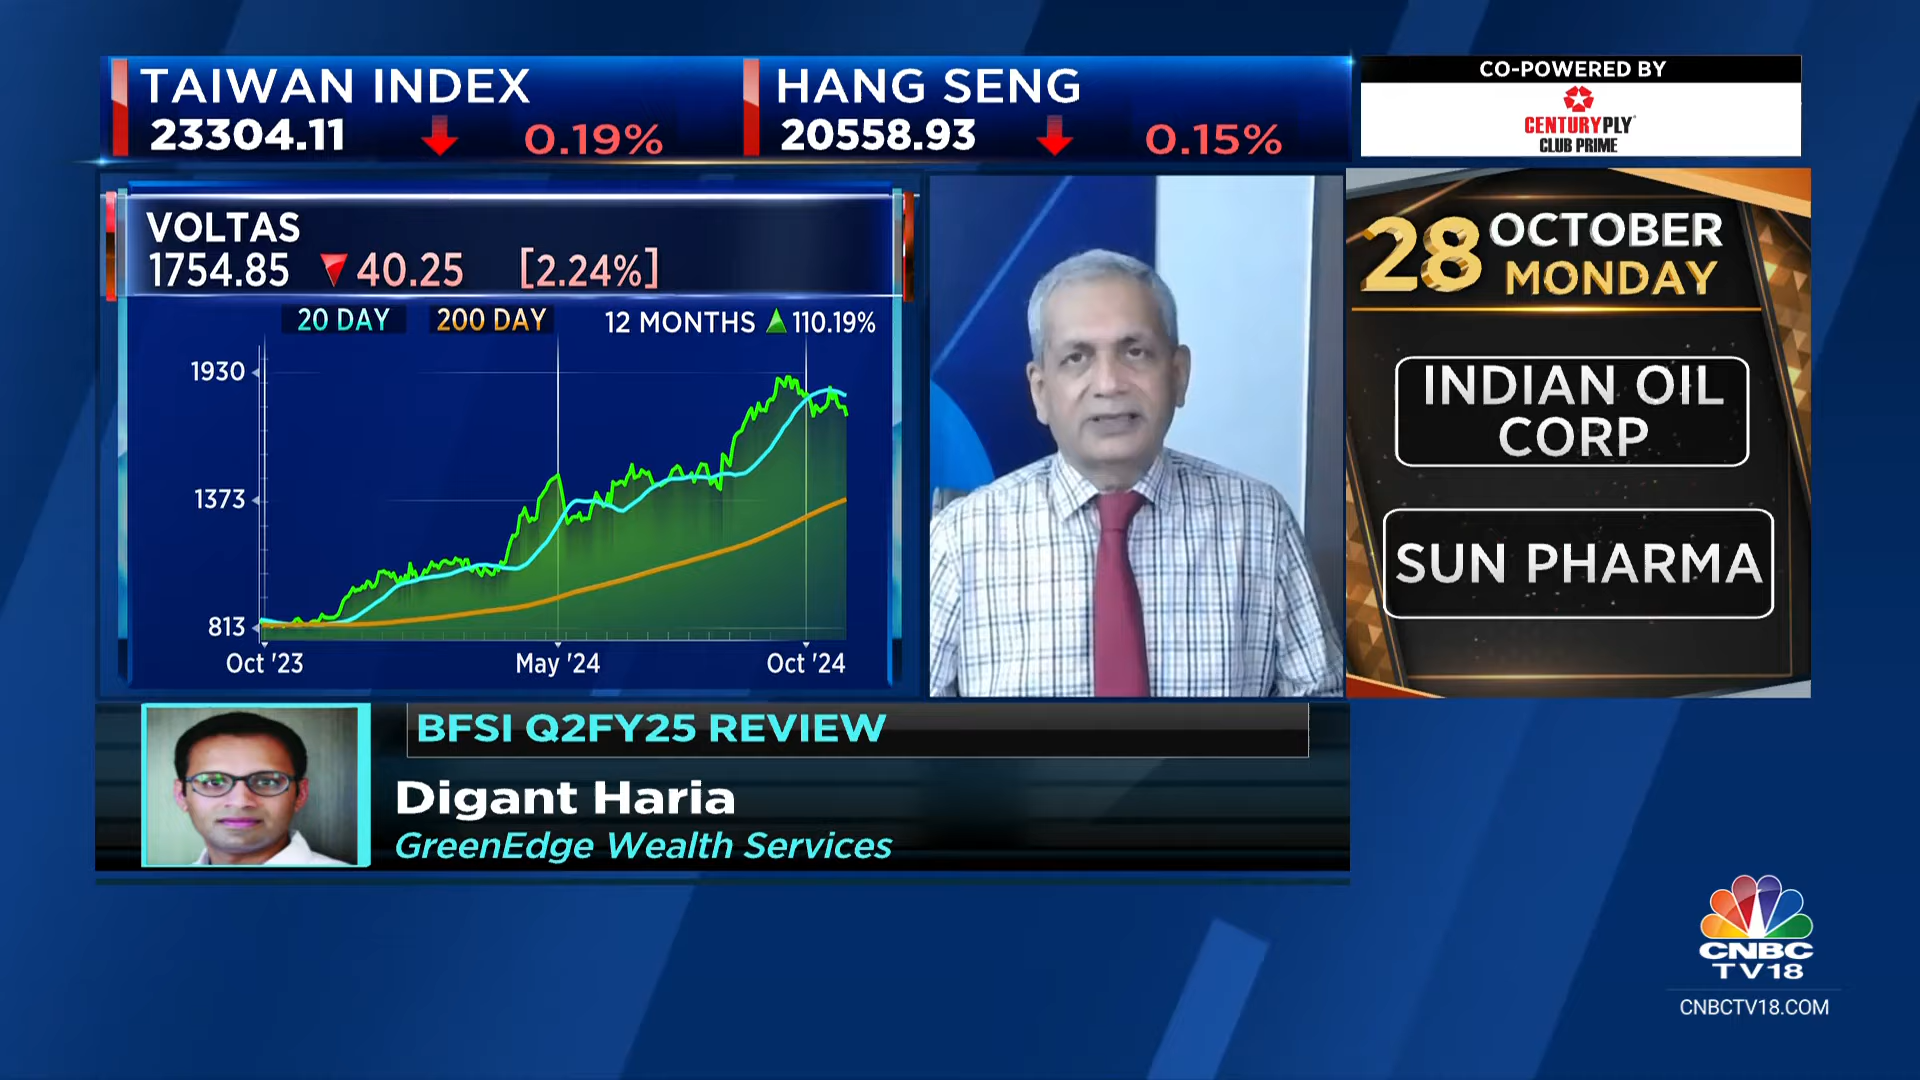 TAIWAN INDEX
23304.11 0.19%
HANG SENG
20558.93 0.15%
CO-POWERED BY
CENTURYPLY
CLUB PRIME
VOLTAS
1754.85 40.25 [2.24%]
20 DAY 200 DAY 12 MONTHS 110.19%
1930
1373
813
Oct '23 May '24 Oct '24
28 OCTOBER
MONDAY
INDIAN OIL
CORP
SUN PHARMA
BFSI Q2FY25 REVIEW
Digant Haria
GreenEdge Wealth Services
CNBC
TV18
CNBCTV18.COM